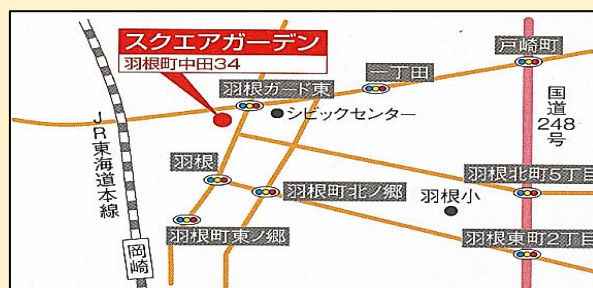 スクエアガーデン
羽根町中田34
戸崎町
一丁田
羽根ガード東
シビックセンター
国道
248
号
JR東海道本線
羽根
羽根北町5丁目
羽根町北ノ郷
羽根小
羽根町東ノ郷
羽根東町2丁目
岡崎